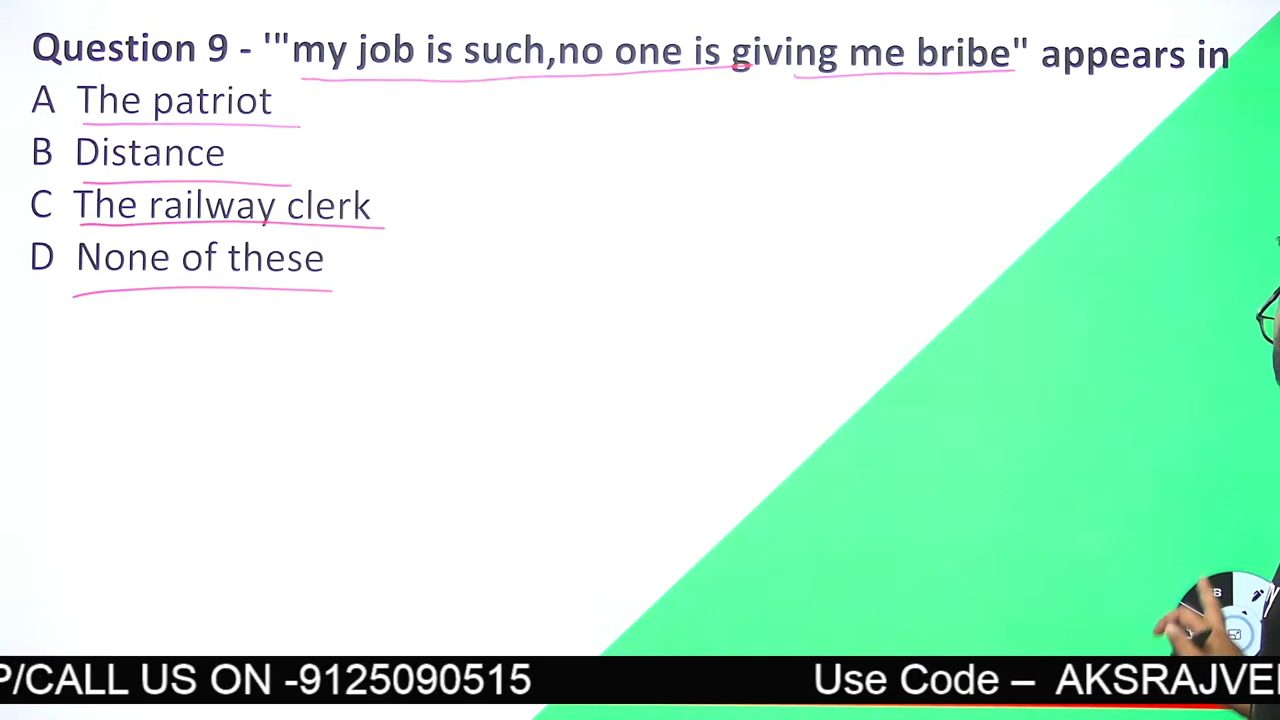 Question 9 - '"my job is such,no one is giving me bribe" appears in
A The patriot
B Distance
C The railway clerk
D None of these
P/CALL US ON -9125090515 Use Code – AKSRAJVE